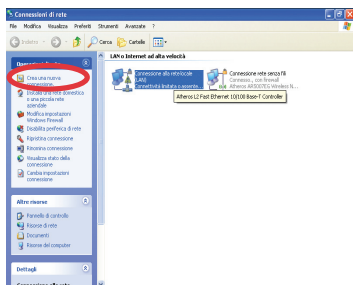 Connessioni di rete
File Modifica Visualizza Preferiti Strumenti Avanzate ?
Indietro Cerca Cartelle
LAN o Internet ad alta velocità
Operazioni di rete
Crea una nuova
connessione
Installa una rete domestica
o una piccola rete
aziendale
Modifica impostazioni
Windows Firewall
Disabilita periferica di rete
Ripristina connessione
Rinomina connessione
Visualizza stato della
connessione
Cambia impostazioni
connessione
Altre risorse
Pannello di controllo
Risorse di rete
Documenti
Risorse del computer
Dettagli
Connessione alla rete locale
(LAN)
Connettività limitata o assente...
Connessione rete senza fili
Connesso, con firewall
Atheros AR5007EG Wireless N...
Atheros L2 Fast Ethernet 10/100 Base-T Controller